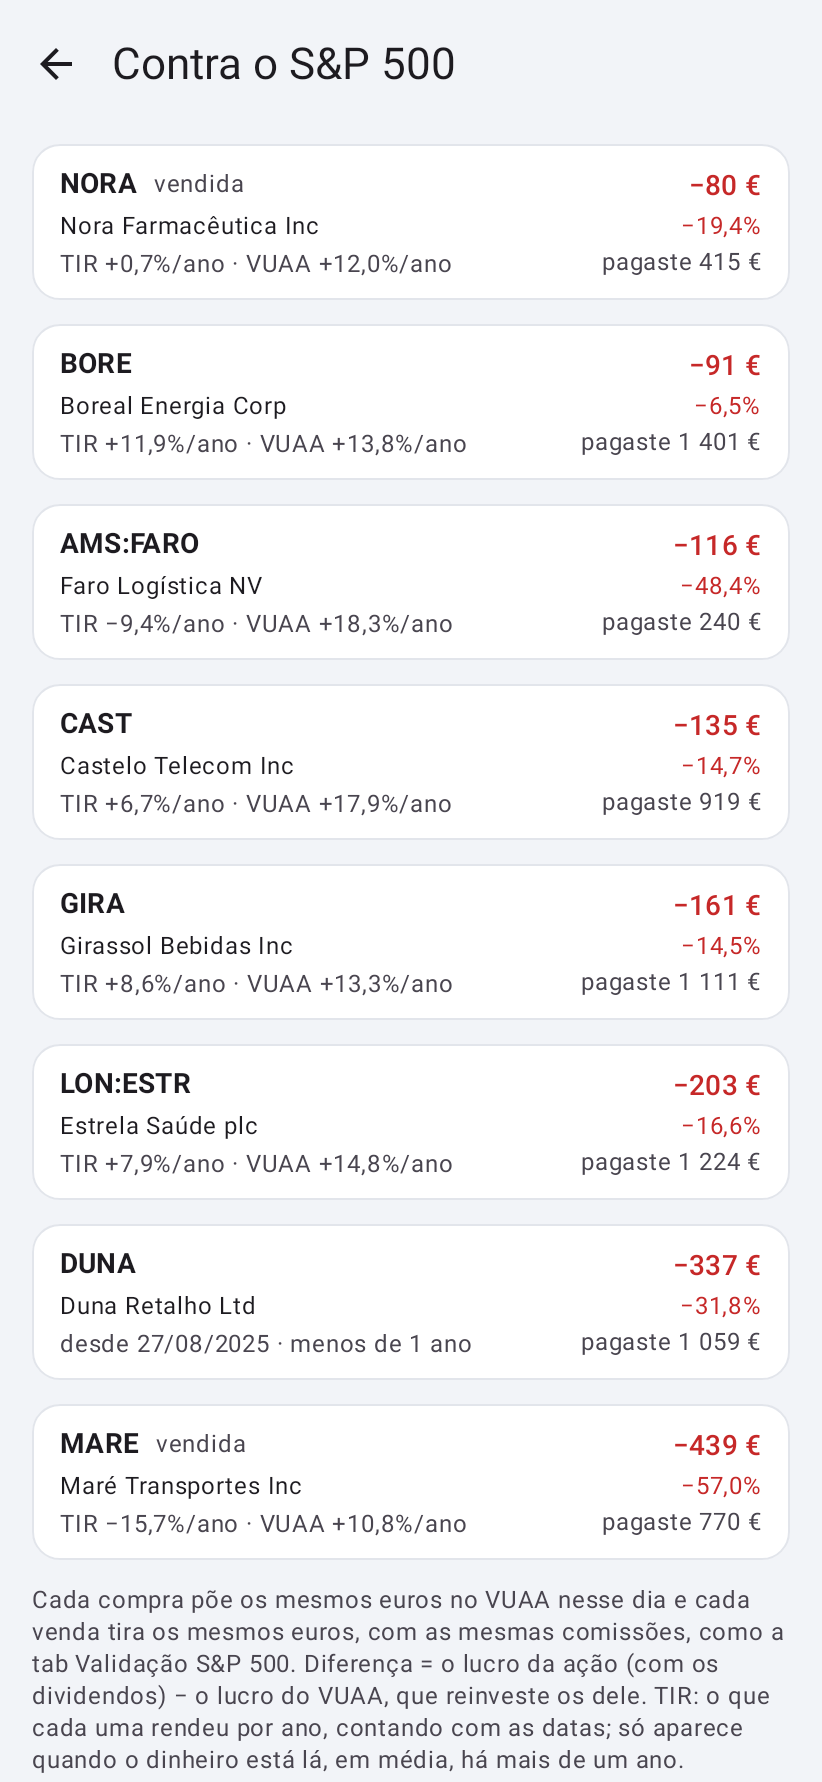 Contra o S&P 500
NORA vendida −80 €
Nora Farmacêutica Inc −19,4%
TIR +0,7%/ano · VUAA +12,0%/ano pagaste 415 €
BORE −91 €
Boreal Energia Corp −6,5%
TIR +11,9%/ano · VUAA +13,8%/ano pagaste 1 401 €
AMS:FARO −116 €
Faro Logística NV −48,4%
TIR −9,4%/ano · VUAA +18,3%/ano pagaste 240 €
CAST −135 €
Castelo Telecom Inc −14,7%
TIR +6,7%/ano · VUAA +17,9%/ano pagaste 919 €
GIRA −161 €
Girassol Bebidas Inc −14,5%
TIR +8,6%/ano · VUAA +13,3%/ano pagaste 1 111 €
LON:ESTR −203 €
Estrela Saúde plc −16,6%
TIR +7,9%/ano · VUAA +14,8%/ano pagaste 1 224 €
DUNA −337 €
Duna Retalho Ltd −31,8%
desde 27/08/2025 · menos de 1 ano pagaste 1 059 €
MARE vendida −439 €
Maré Transportes Inc −57,0%
TIR −15,7%/ano · VUAA +10,8%/ano pagaste 770 €
Cada compra põe os mesmos euros no VUAA nesse dia e cada
venda tira os mesmos euros, com as mesmas comissões, como a
tab Validação S&P 500. Diferença = o lucro da ação (com os
dividendos) − o lucro do VUAA, que reinveste os dele. TIR: o que
cada uma rendeu por ano, contando com as datas; só aparece
quando o dinheiro está lá, em média, há mais de um ano.